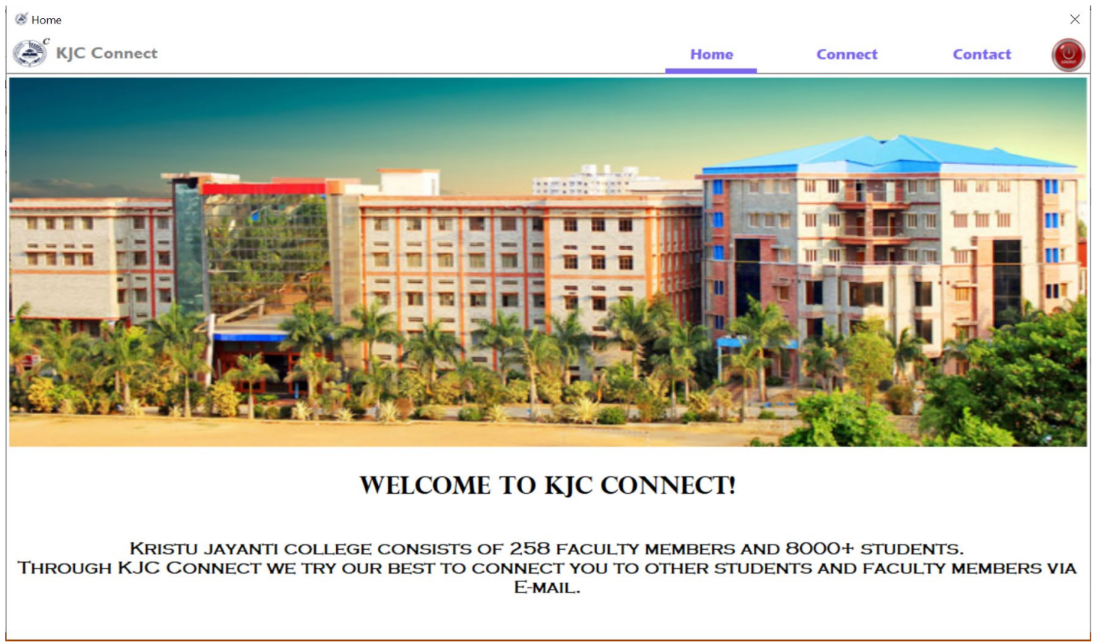 Home
KJC Connect
Home Connect Contact
WELCOME TO KJC CONNECT!
KRISTU JAYANTI COLLEGE CONSISTS OF 258 FACULTY MEMBERS AND 8000+ STUDENTS.
THROUGH KJC CONNECT WE TRY OUR BEST TO CONNECT YOU TO OTHER STUDENTS AND FACULTY MEMBERS VIA
E-MAIL.